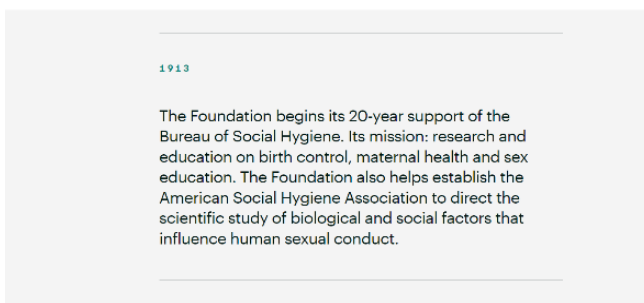 1913
The Foundation begins its 20-year support of the
Bureau of Social Hygiene. Its mission: research and
education on birth control, maternal health and sex
education. The Foundation also helps establish the
American Social Hygiene Association to direct the
scientific study of biological and social factors that
influence human sexual conduct.